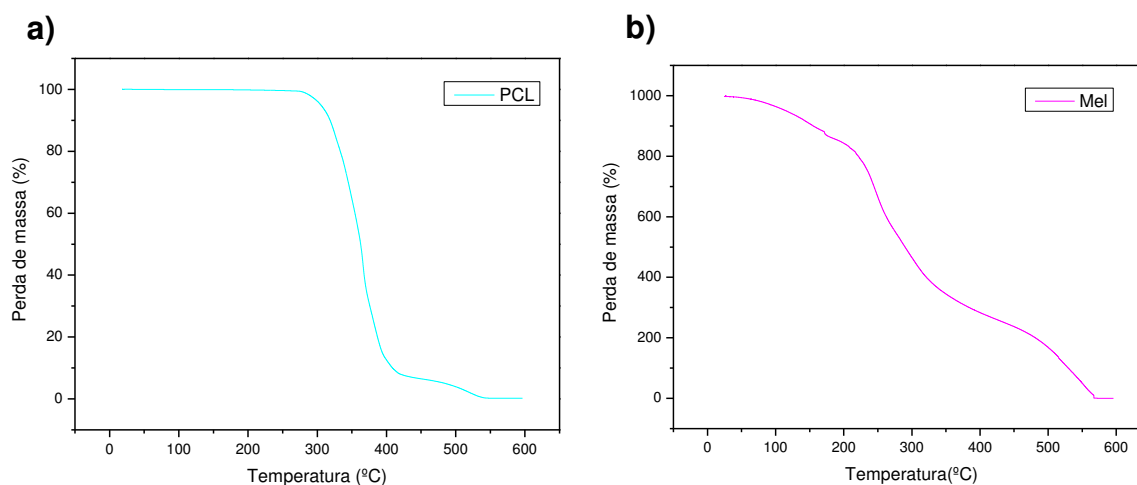 a)
PCL
100
80
60
40
20
0
Perda de massa (%)
0 100 200 300 400 500 600
Temperatura (ºC)
b)
Mel
1000
800
600
400
200
0
Perda de massa (%)
0 100 200 300 400 500 600
Temperatura(ºC)